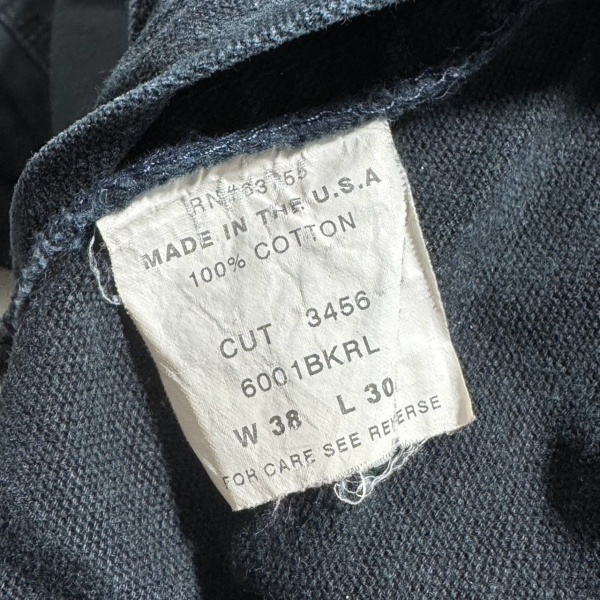 MADE IN THE U.S.A
100% COTTON
CUT 3456
6001BKRL
W 38 L 30
FOR CARE SEE REVERSE